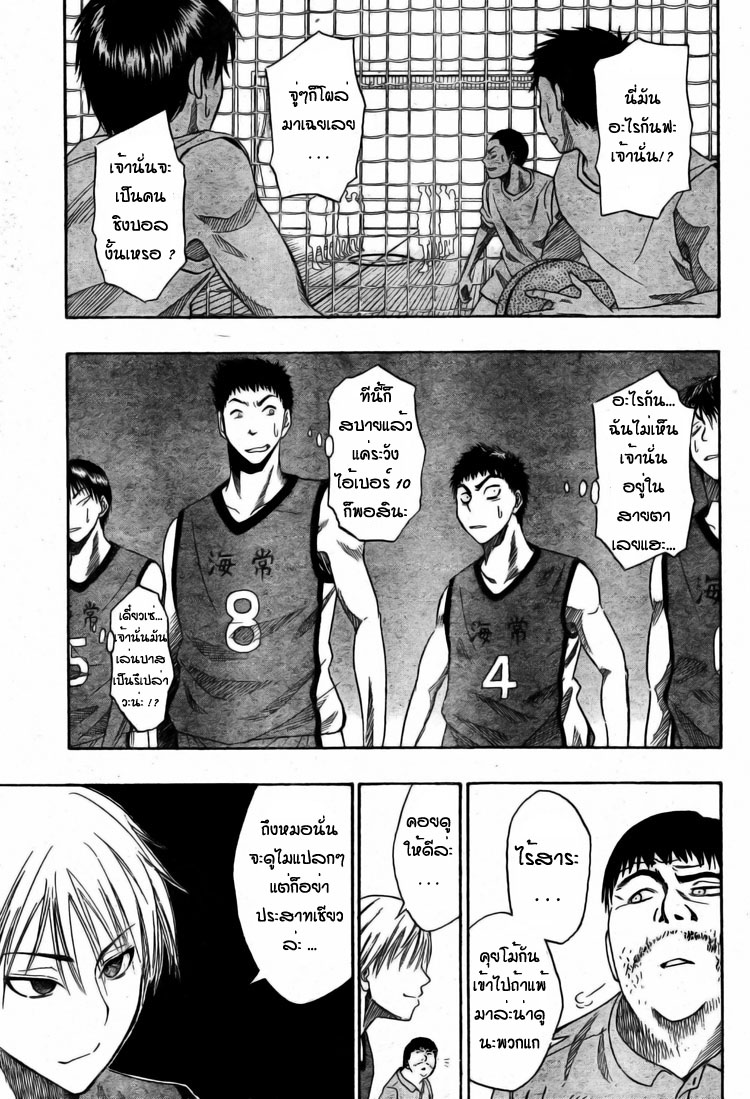 นี่มัน
อะไรกันฟะ
เจ้านั่น!?
จู่ๆก็โผล่
มาเฉยเลย
...
เจ้านั่นจะ
เป็นคน
ชิงบอล
งั้นเหรอ ?
อะไรกัน...
ฉันไม่เห็น
เจ้านั่น
อยู่ใน
สายตา
เลยแฮะ...
ทีนี้ก็
สบายแล้ว
แค่ระวัง
ไอ้เบอร์ 10
ก็พอสินะ
เดี๋ยวเซ่...
เจ้านั่นมัน
เล่นบาส
เป็นรึเปล่า
วะน่ะ !?
海常
4
海常
8
5
海
ไร้สาระ
...
คุยโม้กัน
เข้าไปถ้าแพ้
มาล่ะน่าดู
นะพวกแก
คอยดู
ให้ดีล่ะ
...
ถึงหมอนั่น
จะดูไมแปลกๆ
แต่ก็อย่า
ประสาทเชียว
ล่ะ ...